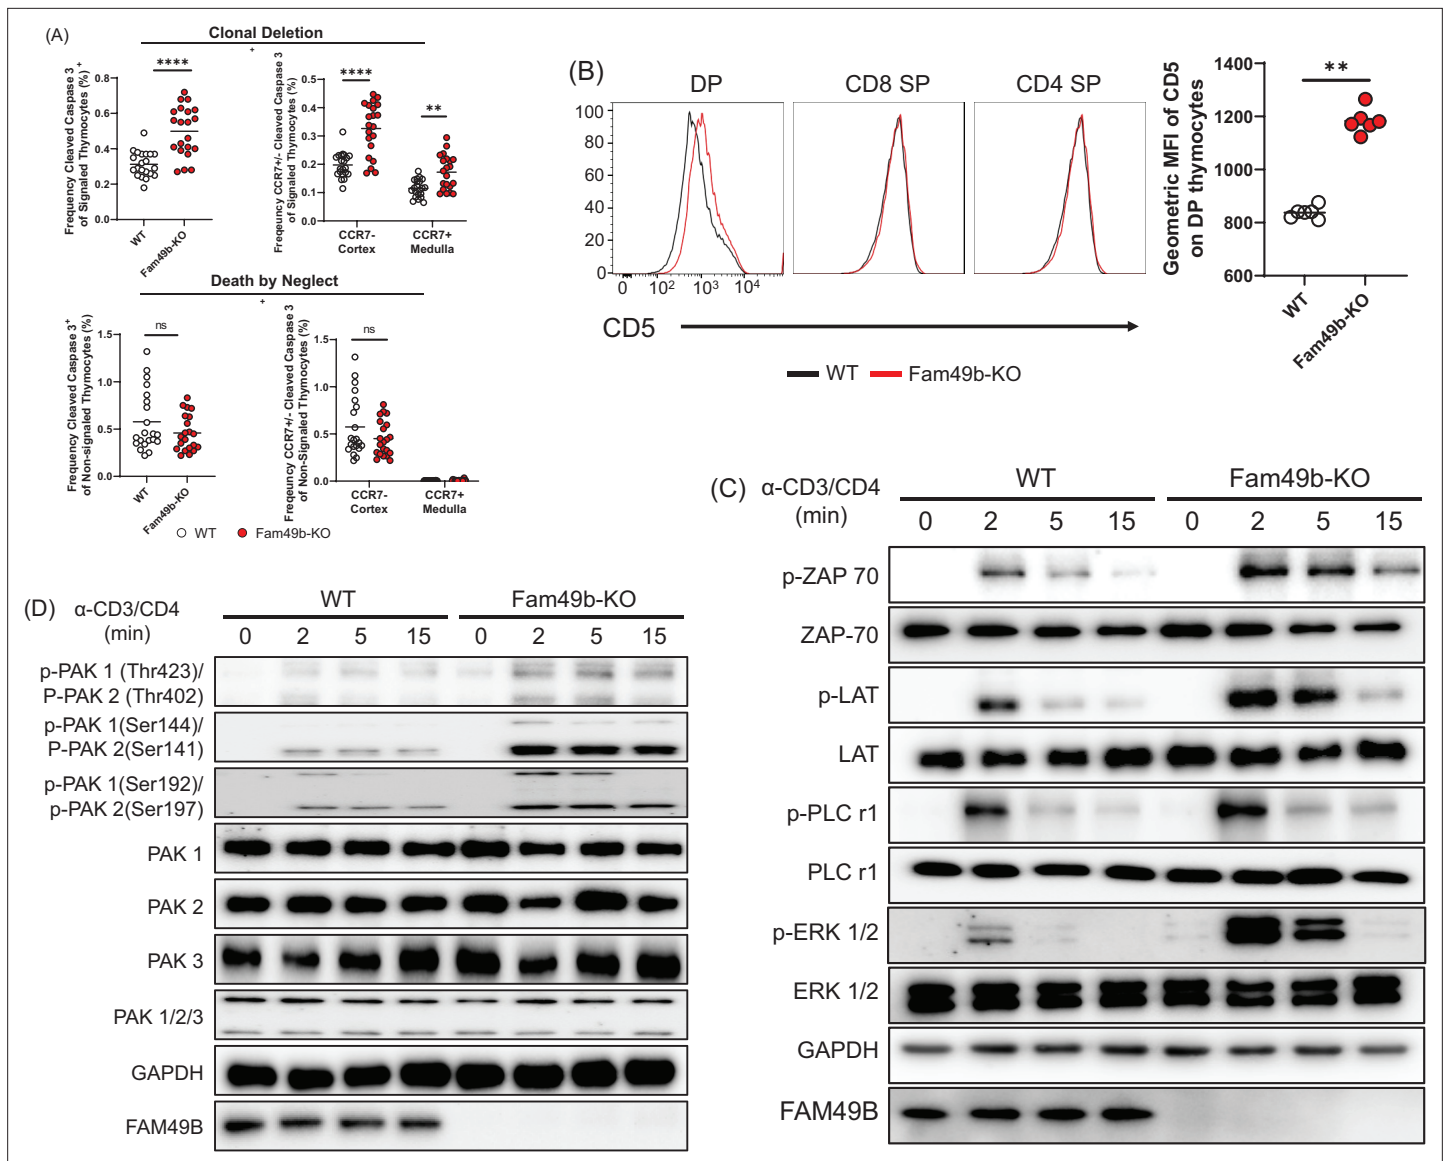 (A)
Clonal Deletion
+
Frequency Cleaved Caspase 3+
of Signaled Thymocytes (%)
0.8
0.6
0.4
0.2
0.0
****
WT
Fam49b-KO
Freqeuncy CCR7+/- Cleaved Caspase 3
of Signaled Thymocytes (%)
0.5
0.4
0.3
0.2
0.1
0.0
****
**
CCR7-
Cortex
CCR7+
Medulla
Death by Neglect
+
Frequency Cleaved Caspase 3+
of Non-signaled Thymocytes (%)
1.5
1.0
0.5
0.0
ns
WT
Fam49b-KO
Freqeuncy CCR7+/- Cleaved Caspase 3
of Non-Signaled Thymocytes (%)
1.5
1.0
0.5
0.0
ns
CCR7-
Cortex
CCR7+
Medulla
WT Fam49b-KO
(B)
DP CD8 SP CD4 SP
100
80
60
40
20
0
0 10² 10³ 10⁴
CD5
WT Fam49b-KO
Geometric MFI of CD5
on DP thymocytes
1400
1200
1000
800
600
**
WT
Fam49b-KO
(C)
α-CD3/CD4
(min)
WT Fam49b-KO
0 2 5 15 0 2 5 15
p-ZAP 70
ZAP-70
p-LAT
LAT
p-PLC r1
PLC r1
p-ERK 1/2
ERK 1/2
GAPDH
FAM49B
(D)
α-CD3/CD4
(min)
WT Fam49b-KO
0 2 5 15 0 2 5 15
p-PAK 1 (Thr423)/
P-PAK 2 (Thr402)
p-PAK 1(Ser144)/
P-PAK 2(Ser141)
p-PAK 1(Ser192)/
p-PAK 2(Ser197)
PAK 1
PAK 2
PAK 3
PAK 1/2/3
GAPDH
FAM49B